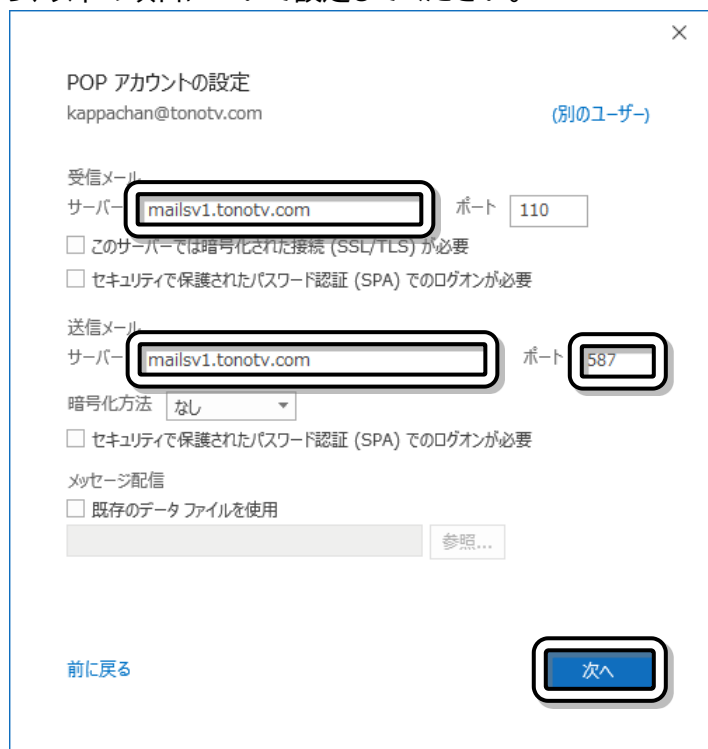 POP アカウントの設定
kappachan@tonotv.com (別のユーザー)
受信メール
サーバー mailsv1.tonotv.com ポート 110
このサーバーでは暗号化された接続 (SSL/TLS) が必要
セキュリティで保護されたパスワード認証 (SPA) でのログオンが必要
送信メール
サーバー mailsv1.tonotv.com ポート 587
暗号化方法 なし
セキュリティで保護されたパスワード認証 (SPA) でのログオンが必要
メッセージ配信
既存のデータ ファイルを使用
参照...
前に戻る 次へ